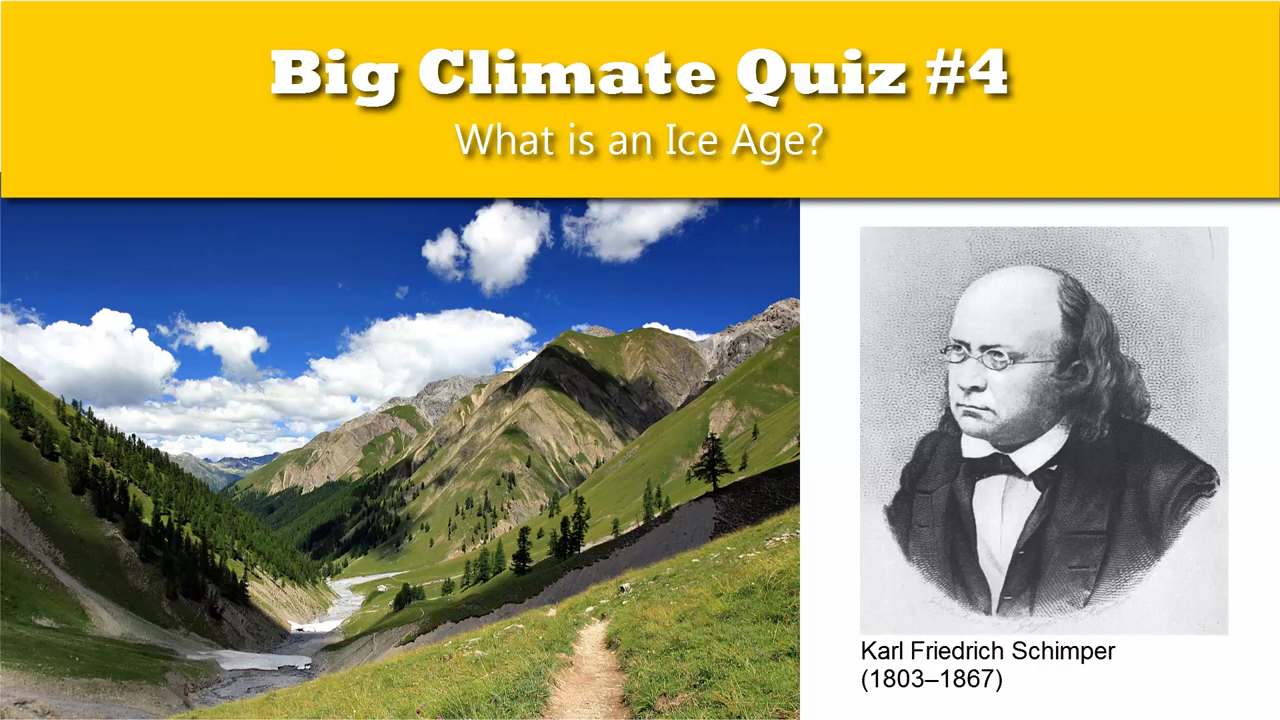 Big Climate Quiz #4
What is an Ice Age?
Karl Friedrich Schimper
(1803–1867)